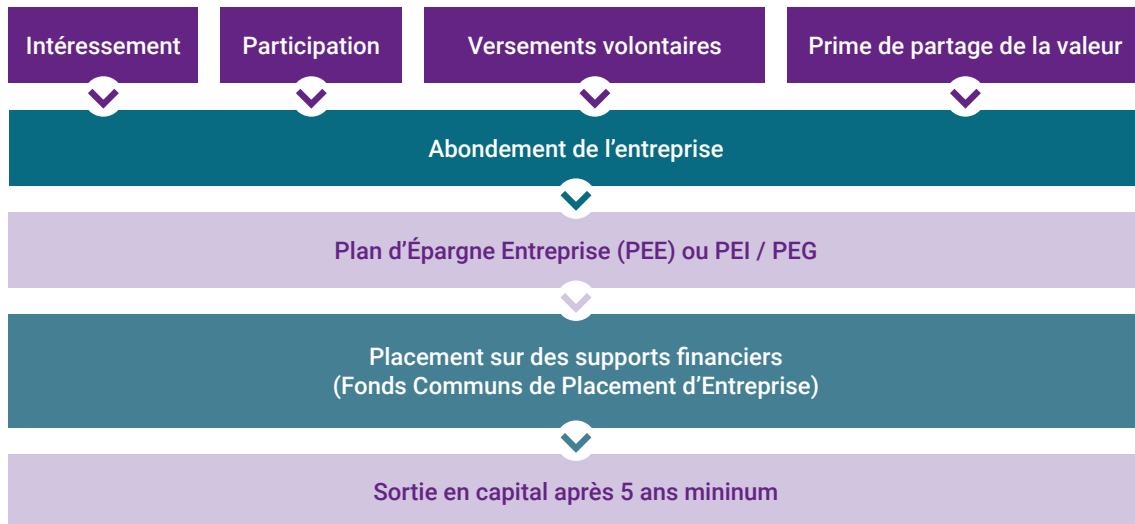 Intéressement
Participation
Versements volontaires
Prime de partage de la valeur
Abondement de l’entreprise
Plan d’Épargne Entreprise (PEE) ou PEI / PEG
Placement sur des supports financiers
(Fonds Communs de Placement d’Entreprise)
Sortie en capital après 5 ans mininum